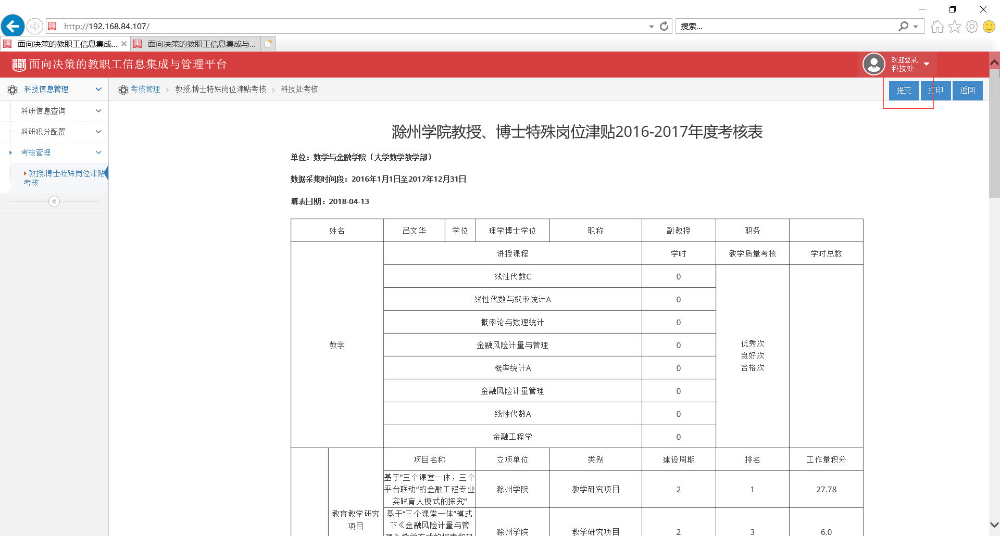 http://192.168.84.107/
搜索...
面向决策的教职工信息集成...
面向决策的教职工信息集成与...
面向决策的教职工信息集成与管理平台
欢迎登录,
科技处
科技信息管理
考核管理
教授,博士特殊岗位津贴考核
科技处考核
提交
打印
返回
科研信息查询
科研积分配置
考核管理
教授,博士特殊岗位津贴
考核
滁州学院教授、博士特殊岗位津贴2016-2017年度考核表
单位：数学与金融学院〔大学数学教学部〕
数据采集时间段：2016年1月1日至2017年12月31日
填表日期：2018-04-13
姓名 吕文华 学位 理学博士学位 职称 副教授 职务
讲授课程 学时 教学质量考核 学时总数
教学
线性代数C 0
线性代数与概率统计A 0
概率论与数理统计 0
金融风险计量与管理 0
概率统计A 0
金融风险计量管理 0
线性代数A 0
金融工程学 0
优秀次
良好次
合格次
项目名称 立项单位 类别 建设周期 排名 工作量积分
教育教学研究
项目
基于”三个课堂一体，三个
平台联动“的金融工程专业
实践育人模式的探究”
滁州学院 教学研究项目 2 1 27.78
基于“三个课堂一体”模式
下《金融风险计量与管
理》教学方式的探索和研
滁州学院 教学研究项目 2 3 6.0